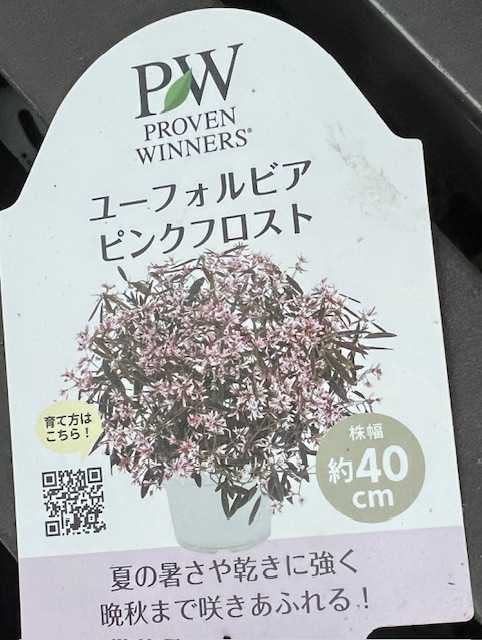 PW
PROVEN
WINNERS®
ユーフォルビア
ピンクフロスト
育て方は
こちら！
株幅
約40
cm
夏の暑さや乾きに強く
晩秋まで咲きあふれる！